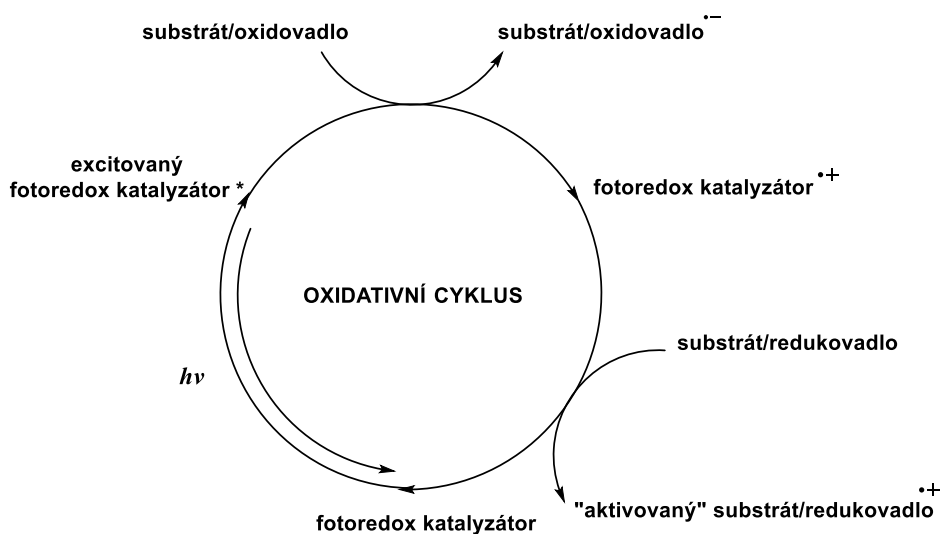 substrát/oxidovadlo
substrát/oxidovadlo •−
excitovaný
fotoredox katalyzátor *
fotoredox katalyzátor •+
OXIDATIVNÍ CYKLUS
substrát/redukovadlo
hν
"aktivovaný" substrát/redukovadlo •+
fotoredox katalyzátor